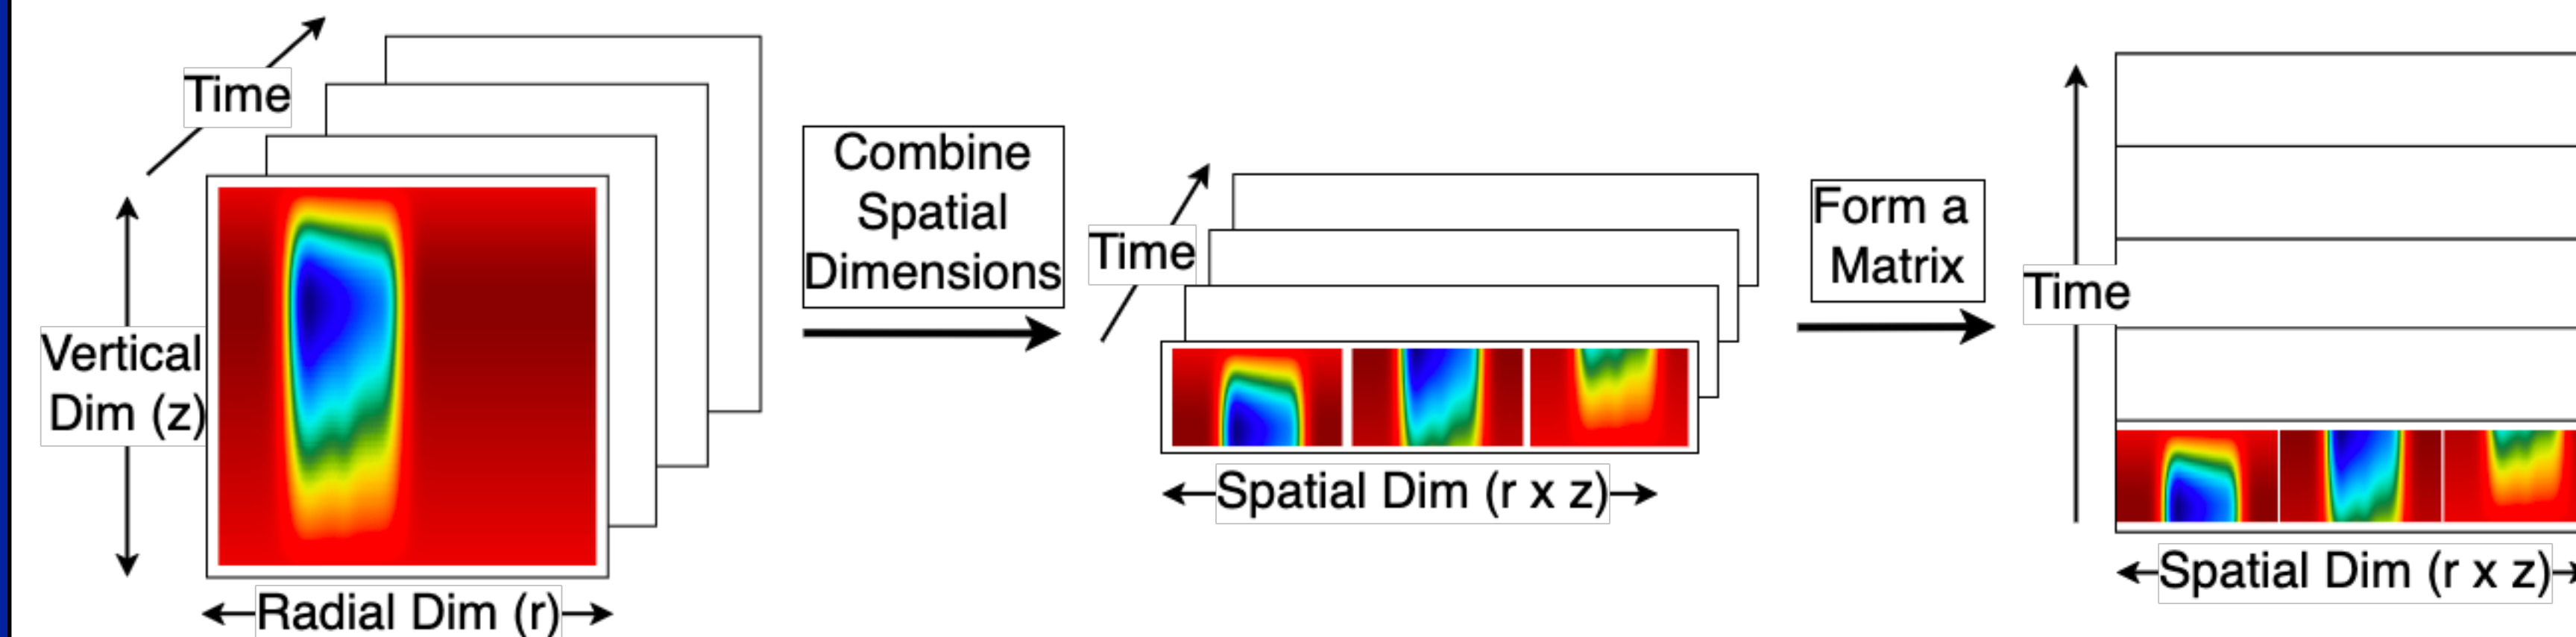 Time
Vertical
Dim (z)
Radial Dim (r)
Combine
Spatial
Dimensions
Time
Spatial Dim (r x z)
Form a
Matrix
Time
Spatial Dim (r x z)